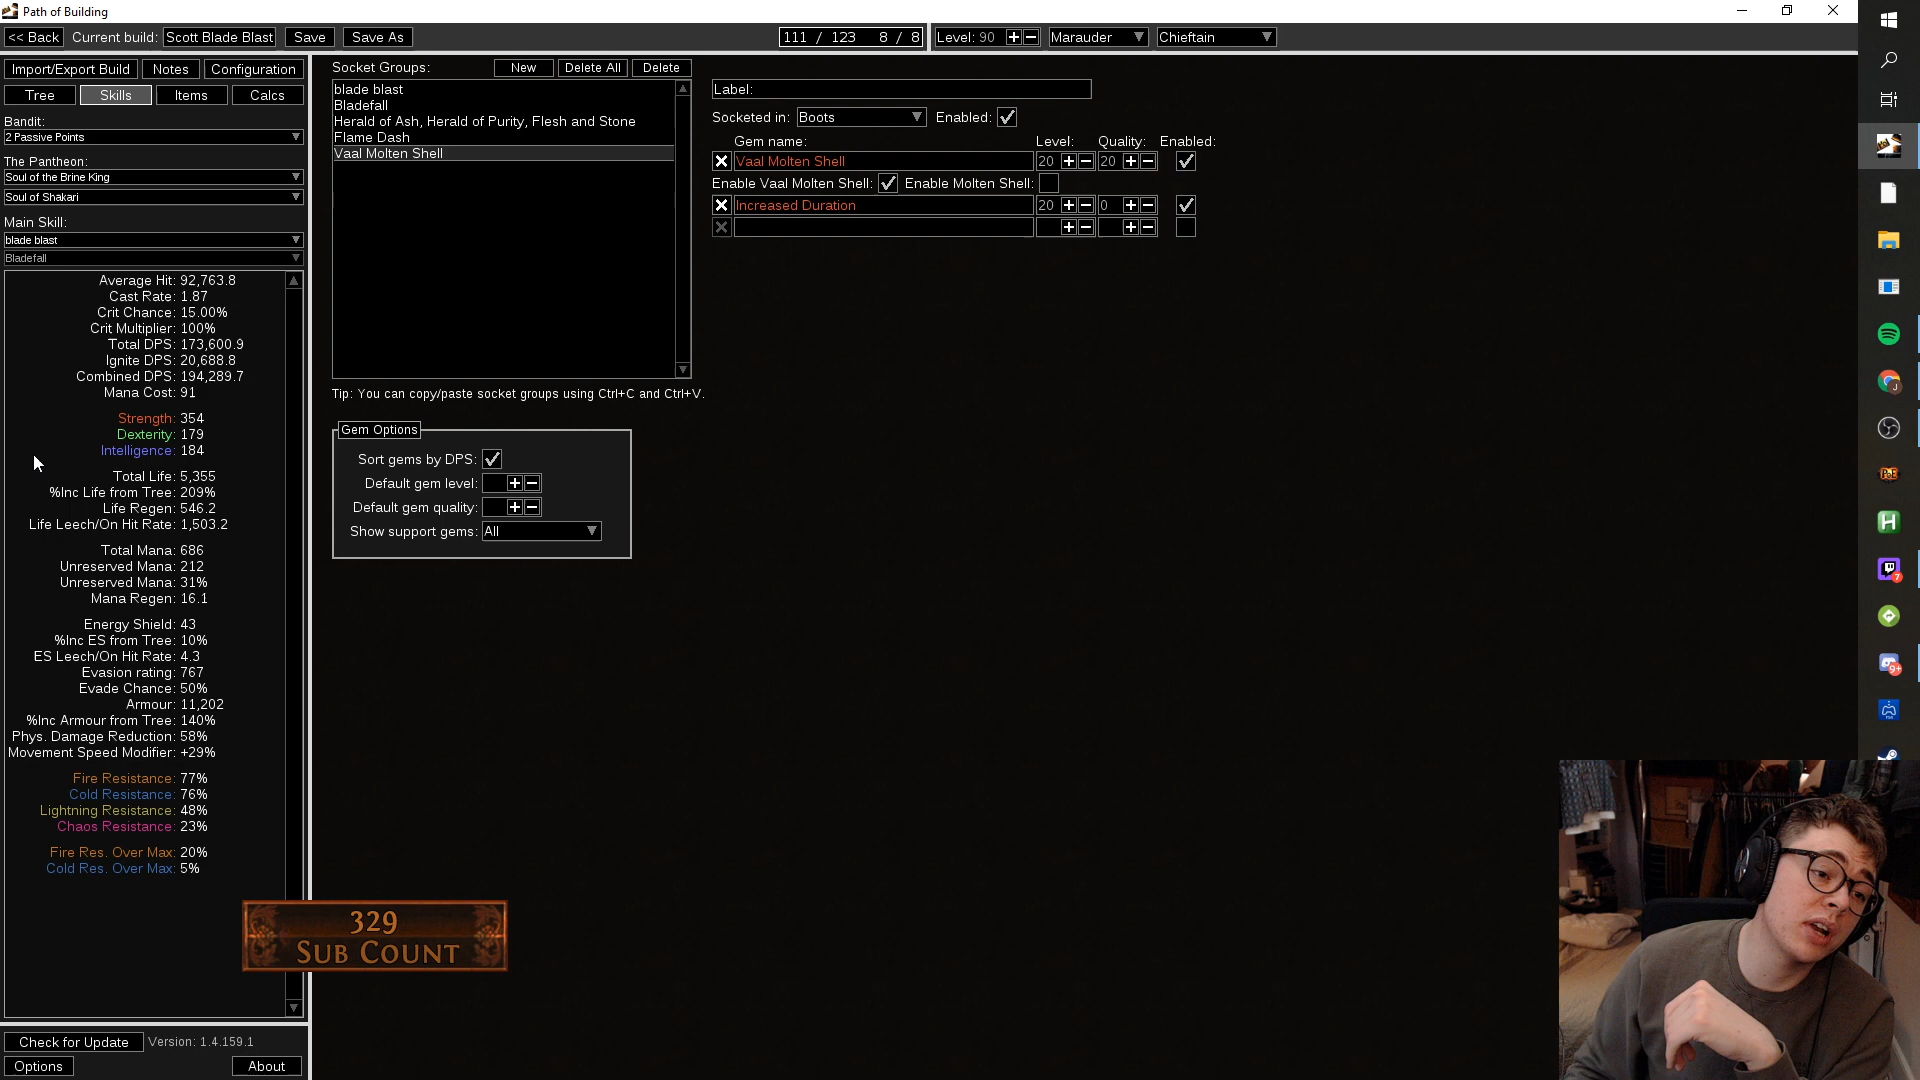 Path of Building
<< Back Current build: Scott Blade Blast Save Save As 111 / 123 8 / 8 Level: 90 Marauder Chieftain
Import/Export Build Notes Configuration
Tree Skills Items Calcs
Bandit:
2 Passive Points
The Pantheon:
Soul of the Brine King
Soul of Shakari
Main Skill:
blade blast
Bladefall
Average Hit: 92,763.8
Cast Rate: 1.87
Crit Chance: 15.00%
Crit Multiplier: 100%
Total DPS: 173,600.9
Ignite DPS: 20,688.8
Combined DPS: 194,289.7
Mana Cost: 91
Strength: 354
Dexterity: 179
Intelligence: 184
Total Life: 5,355
%Inc Life from Tree: 209%
Life Regen: 546.2
Life Leech/On Hit Rate: 1,503.2
Total Mana: 686
Unreserved Mana: 212
Unreserved Mana: 31%
Mana Regen: 16.1
Energy Shield: 43
%Inc ES from Tree: 10%
ES Leech/On Hit Rate: 4.3
Evasion rating: 767
Evade Chance: 50%
Armour: 11,202
%Inc Armour from Tree: 140%
Phys. Damage Reduction: 58%
Movement Speed Modifier: +29%
Fire Resistance: 77%
Cold Resistance: 76%
Lightning Resistance: 48%
Chaos Resistance: 23%
Fire Res. Over Max: 20%
Cold Res. Over Max: 5%
Check for Update Version: 1.4.159.1
Options About
Socket Groups: New Delete All Delete
blade blast
Bladefall
Herald of Ash, Herald of Purity, Flesh and Stone
Flame Dash
Vaal Molten Shell
Tip: You can copy/paste socket groups using Ctrl+C and Ctrl+V.
Gem Options
Sort gems by DPS:
Default gem level:
Default gem quality:
Show support gems: All
Label:
Socketed in: Boots Enabled:
Gem name: Level: Quality: Enabled:
Vaal Molten Shell 20 20
Enable Vaal Molten Shell: Enable Molten Shell:
Increased Duration 20 0
329
Sub Count
PoE
H
7
9+